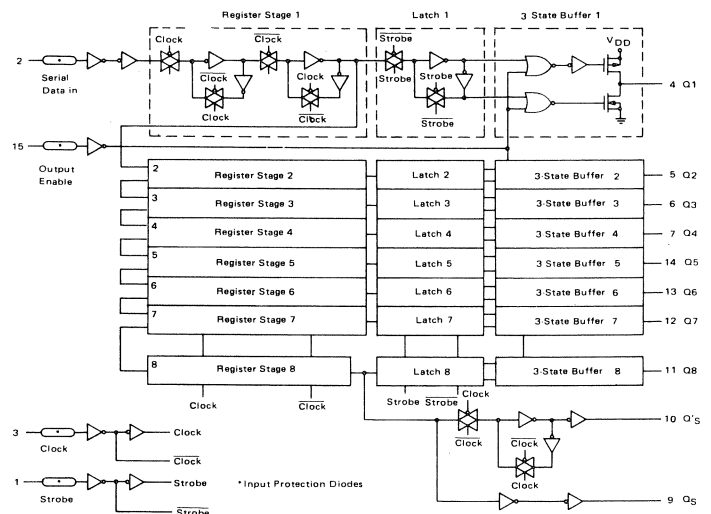 Register Stage 1
Latch 1
3 State Buffer 1
Clock
Clock
Strobe
VDD
2
Serial
Data in
Clock
Clock
Strobe
Strobe
4 Q1
Clock
Clock
Clock
Strobe
15
Output
Enable
2 Register Stage 2 Latch 2 3-State Buffer 2 5 Q2
3 Register Stage 3 Latch 3 3-State Buffer 3 6 Q3
4 Register Stage 4 Latch 4 3-State Buffer 4 7 Q4
5 Register Stage 5 Latch 5 3-State Buffer 5 14 Q5
6 Register Stage 6 Latch 6 3-State Buffer 6 13 Q6
7 Register Stage 7 Latch 7 3-State Buffer 7 12 Q7
8 Register Stage 8 Latch 8 3-State Buffer 8 11 Q8
Clock
Clock
Strobe
Strobe
Clock
10 Q'S
Clock
Clock
Clock
3
Clock
Clock
Clock
1
Strobe
Strobe
Strobe
*Input Protection Diodes
9 QS